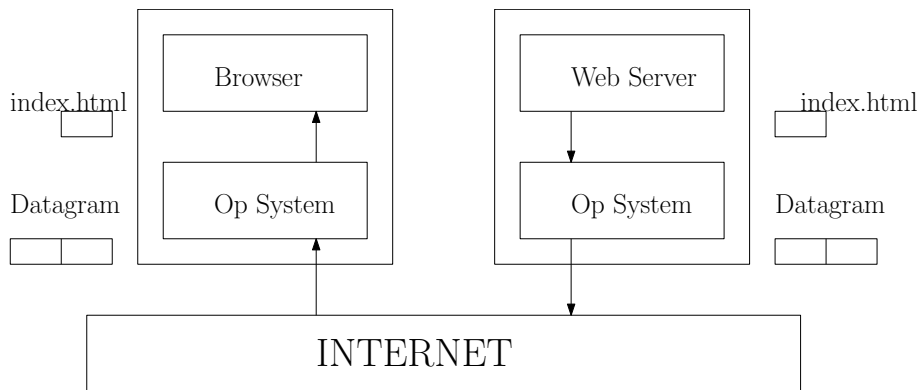 Browser
Web Server
index.html
index.html
Datagram
Op System
Op System
Datagram
INTERNET